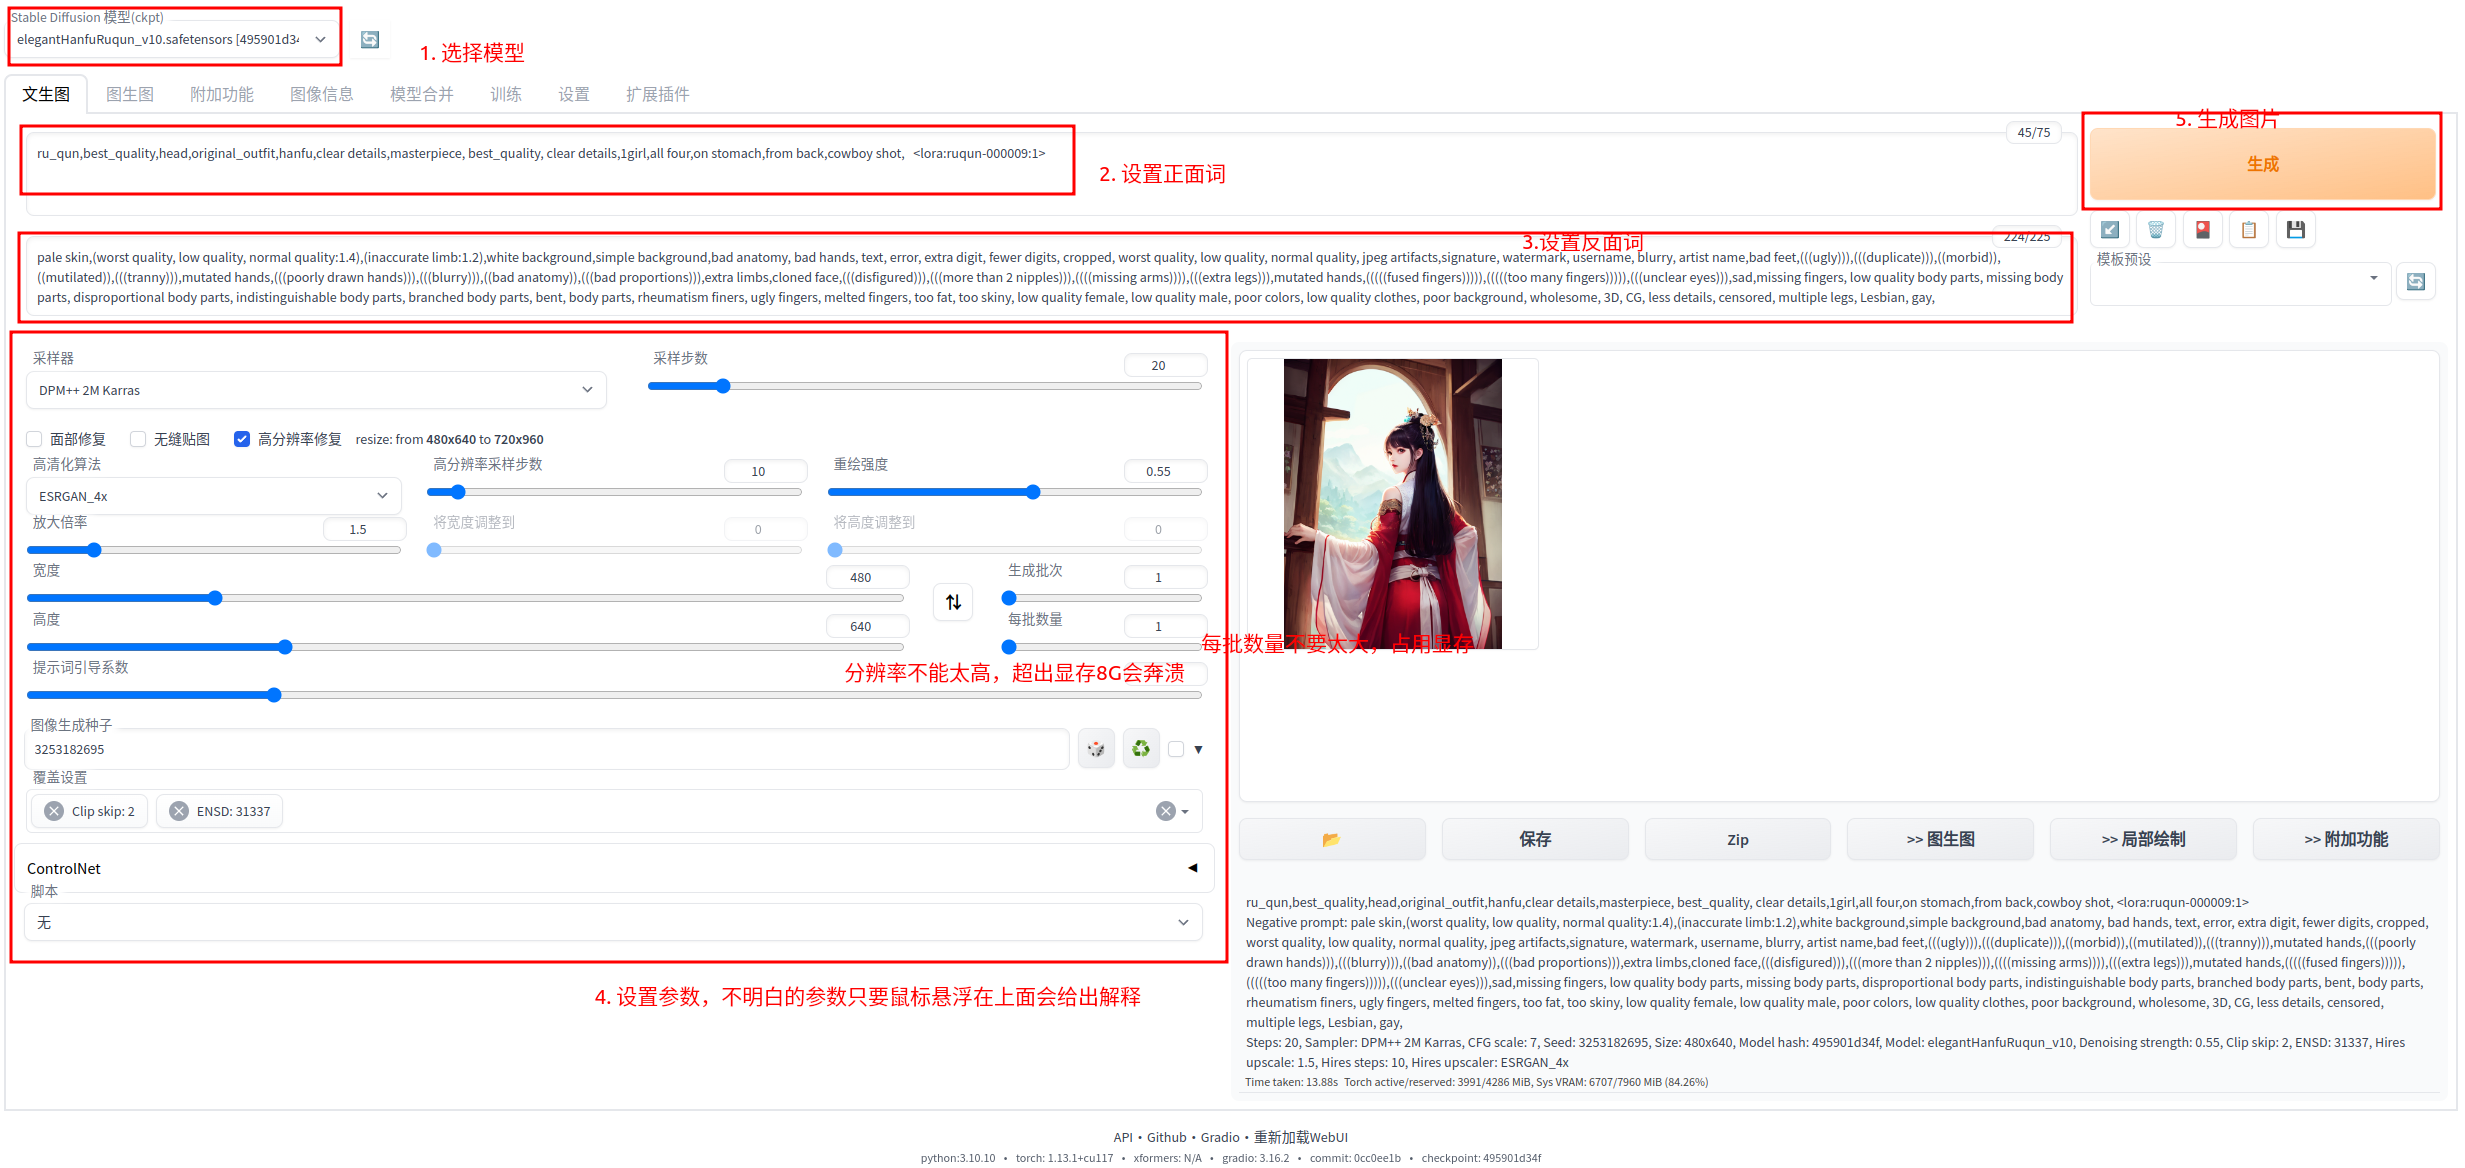 Stable Diffusion 模型(ckpt)
elegantHanfuRuqun_v10.safetensors [495901d34
1. 选择模型
文生图 图生图 附加功能 图像信息 模型合并 训练 设置 扩展插件
45/75
ru_qun,best_quality,head,original_outfit,hanfu,clear details,masterpiece, best_quality, clear details,1girl,all four,on stomach,from back,cowboy shot, <lora:ruqun-000009:1>
2. 设置正面词
5. 生成图片
生成
3.设置反面词
224/225
pale skin,(worst quality, low quality, normal quality:1.4),(inaccurate limb:1.2),white background,simple background,bad anatomy, bad hands, text, error, extra digit, fewer digits, cropped, worst quality, low quality, normal quality, jpeg artifacts,signature, watermark, username, blurry, artist name,bad feet,(((ugly))),(((duplicate))),((morbid)),
((mutilated)),(((tranny))),mutated hands,(((poorly drawn hands))),(((blurry))),((bad anatomy)),(((bad proportions))),extra limbs,cloned face,(((disfigured))),(((more than 2 nipples))),((((missing arms)))),(((extra legs))),mutated hands,(((((fused fingers))))),(((((too many fingers))))),(((unclear eyes))),sad,missing fingers, low quality body parts, missing body
parts, disproportional body parts, indistinguishable body parts, branched body parts, bent, body parts, rheumatism finers, ugly fingers, melted fingers, too fat, too skiny, low quality female, low quality male, poor colors, low quality clothes, poor background, wholesome, 3D, CG, less details, censored, multiple legs, Lesbian, gay,
模板预设
采样器
DPM++ 2M Karras
采样步数
20
面部修复 无缝贴图 高分辨率修复 resize: from 480x640 to 720x960
高清化算法
ESRGAN_4x
高分辨率采样步数
10
重绘强度
0.55
放大倍率
1.5
将宽度调整到
0
将高度调整到
0
宽度
480
生成批次
1
高度
640
每批数量
1
每批数量不要太大，占用显存
提示词引导系数
分辨率不能太高，超出显存8G会奔溃
图像生成种子
3253182695
覆盖设置
Clip skip: 2
ENSD: 31337
ControlNet
脚本
无
4. 设置参数，不明白的参数只要鼠标悬浮在上面会给出解释
保存
Zip
>> 图生图
>> 局部绘制
>> 附加功能
ru_qun,best_quality,head,original_outfit,hanfu,clear details,masterpiece, best_quality, clear details,1girl,all four,on stomach,from back,cowboy shot, <lora:ruqun-000009:1>
Negative prompt: pale skin,(worst quality, low quality, normal quality:1.4),(inaccurate limb:1.2),white background,simple background,bad anatomy, bad hands, text, error, extra digit, fewer digits, cropped,
worst quality, low quality, normal quality, jpeg artifacts,signature, watermark, username, blurry, artist name,bad feet,(((ugly))),(((duplicate))),((morbid)),((mutilated)),(((tranny))),mutated hands,(((poorly
drawn hands))),(((blurry))),((bad anatomy)),(((bad proportions))),extra limbs,cloned face,(((disfigured))),(((more than 2 nipples))),((((missing arms)))),(((extra legs))),mutated hands,(((((fused fingers))))),
(((((too many fingers))))),(((unclear eyes))),sad,missing fingers, low quality body parts, missing body parts, disproportional body parts, indistinguishable body parts, branched body parts, bent, body parts,
rheumatism finers, ugly fingers, melted fingers, too fat, too skiny, low quality female, low quality male, poor colors, low quality clothes, poor background, wholesome, 3D, CG, less details, censored,
multiple legs, Lesbian, gay,
Steps: 20, Sampler: DPM++ 2M Karras, CFG scale: 7, Seed: 3253182695, Size: 480x640, Model hash: 495901d34f, Model: elegantHanfuRuqun_v10, Denoising strength: 0.55, Clip skip: 2, ENSD: 31337, Hires
upscale: 1.5, Hires steps: 10, Hires upscaler: ESRGAN_4x
Time taken: 13.88s Torch active/reserved: 3991/4286 MiB, Sys VRAM: 6707/7960 MiB (84.26%)
API • Github • Gradio • 重新加载WebUI
python:3.10.10 • torch: 1.13.1+cu117 • xformers: N/A • gradio: 3.16.2 • commit: 0cc0ee1b • checkpoint: 495901d34f